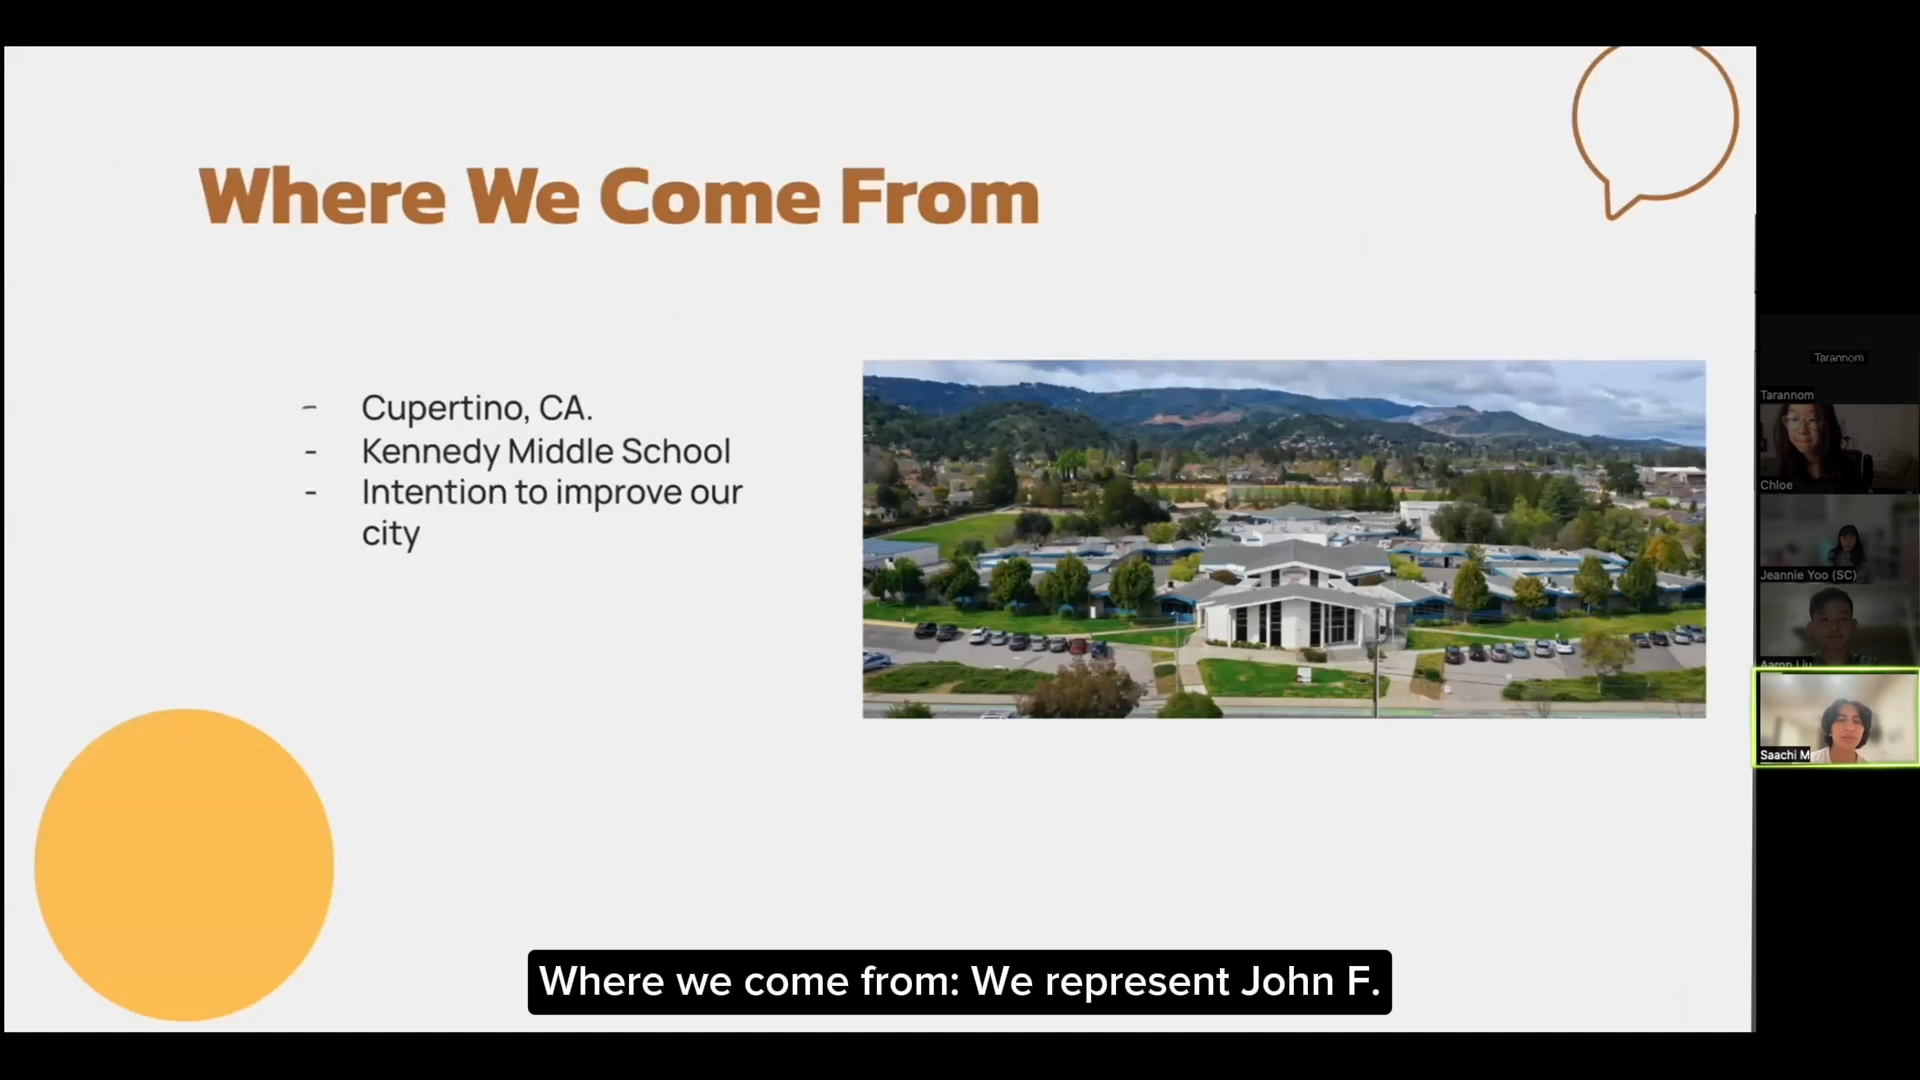 Where We Come From
- Cupertino, CA.
- Kennedy Middle School
- Intention to improve our
city
Tarannom
Tarannom
Chloe
Jeannie Yoo (SC)
Aaron Liu
Saachi M
Where we come from: We represent John F.